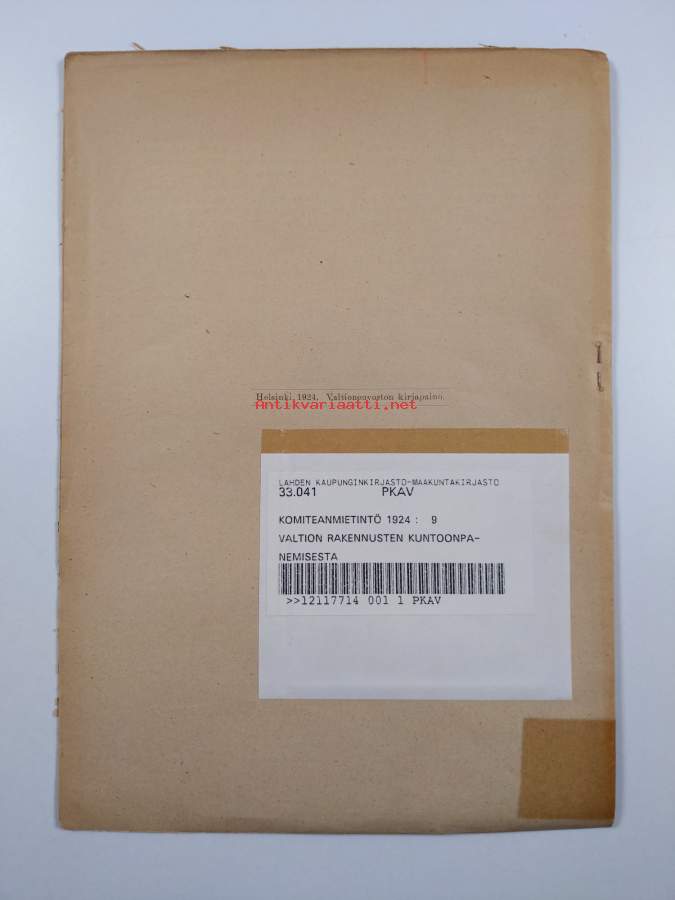 Helsinki, 1924. Valtioneuvoston kirjapaino.
Antikvariaatti.net
LAHDEN KAUPUNGINKIRJASTO-MAAKUNTAKIRJASTO
33.041 PKAV
KOMITEANMIETINTÖ 1924 : 9
VALTION RAKENNUSTEN KUNTOONPA-
NEMISESTA
>>12117714 001 1 PKAV